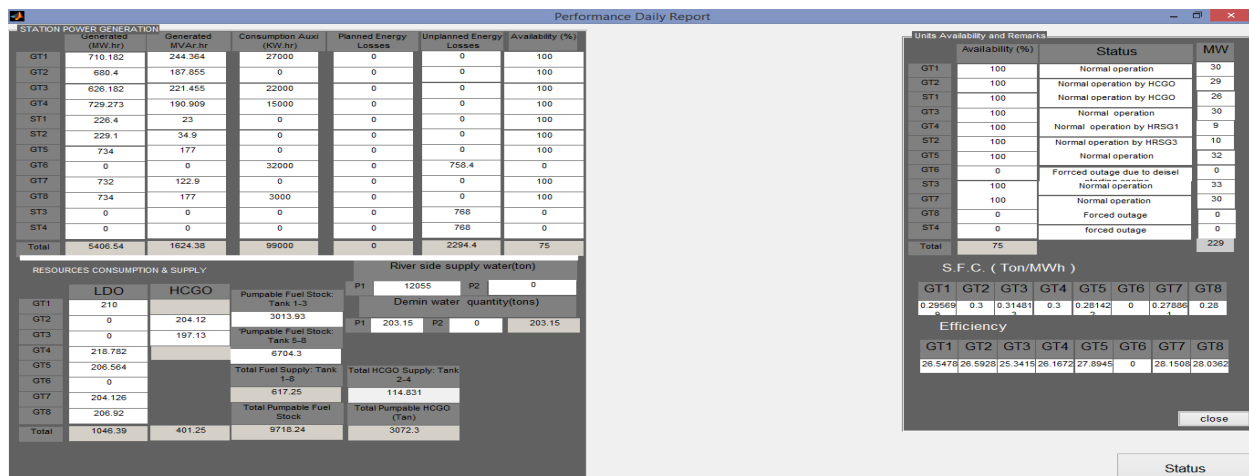 Performance Daily Report
STATION POWER GENERATION
Generated (MW.hr) Generated MVAr.hr Consumption Auxi (KW.hr) Planned Energy Losses Unplanned Energy Losses Availability (%)
GT1 710.182 244.364 27000 0 0 100
GT2 680.4 187.855 0 0 0 100
GT3 626.182 221.455 22000 0 0 100
GT4 729.273 190.909 15000 0 0 100
ST1 226.4 23 0 0 0 100
ST2 229.1 34.9 0 0 0 100
GT5 734 177 0 0 0 100
GT6 0 0 32000 0 758.4 0
GT7 732 122.9 0 0 0 100
GT8 734 177 3000 0 0 100
ST3 0 0 0 0 768 0
ST4 0 0 0 0 768 0
Total 5406.54 1624.38 99000 0 2294.4 75
RESOURCES CONSUMPTION & SUPPLY
LDO HCGO
GT1 210
GT2 0 204.12
GT3 0 197.13
GT4 218.782
GT5 206.564
GT6 0
GT7 204.126
GT8 206.92
Total 1046.39 401.25
Pumpable Fuel Stock:
Tank 1-3
3013.93
'Pumpable Fuel Stock:
Tank 5-8
6704.3
Total Fuel Supply: Tank
1-8
617.25
Total Pumpable Fuel
Stock
9718.24
River side supply water(ton)
P1 12055 P2 0
Demin water quantity(tons)
P1 203.15 P2 0 203.15
Total HCGO Supply: Tank
2-4
114.831
Total Pumpable HCGO
(Tan)
3072.3
Units Availability and Remarks
Availability (%) Status MW
GT1 100 Normal operation 30
GT2 100 Normal operation by HCGO 29
ST1 100 Normal operation by HCGO 26
GT3 100 Normal operation 30
GT4 100 Normal operation by HRSG1 9
ST2 100 Normal operation by HRSG3 10
GT5 100 Normal operation 32
GT6 0 Forrced outage due to deisel starting engine 0
ST3 100 Normal operation 33
GT7 100 Normal operation 30
GT8 0 Forced outage 0
ST4 0 forced outage 0
Total 75 229
S.F.C. ( Ton/MWh )
GT1 GT2 GT3 GT4 GT5 GT6 GT7 GT8
0.29569 0.3 0.31481 0.3 0.28142 0 0.27886 0.28
Efficiency
GT1 GT2 GT3 GT4 GT5 GT6 GT7 GT8
26.5478 26.5928 25.3415 26.1672 27.8945 0 28.1508 28.0362
close
Status